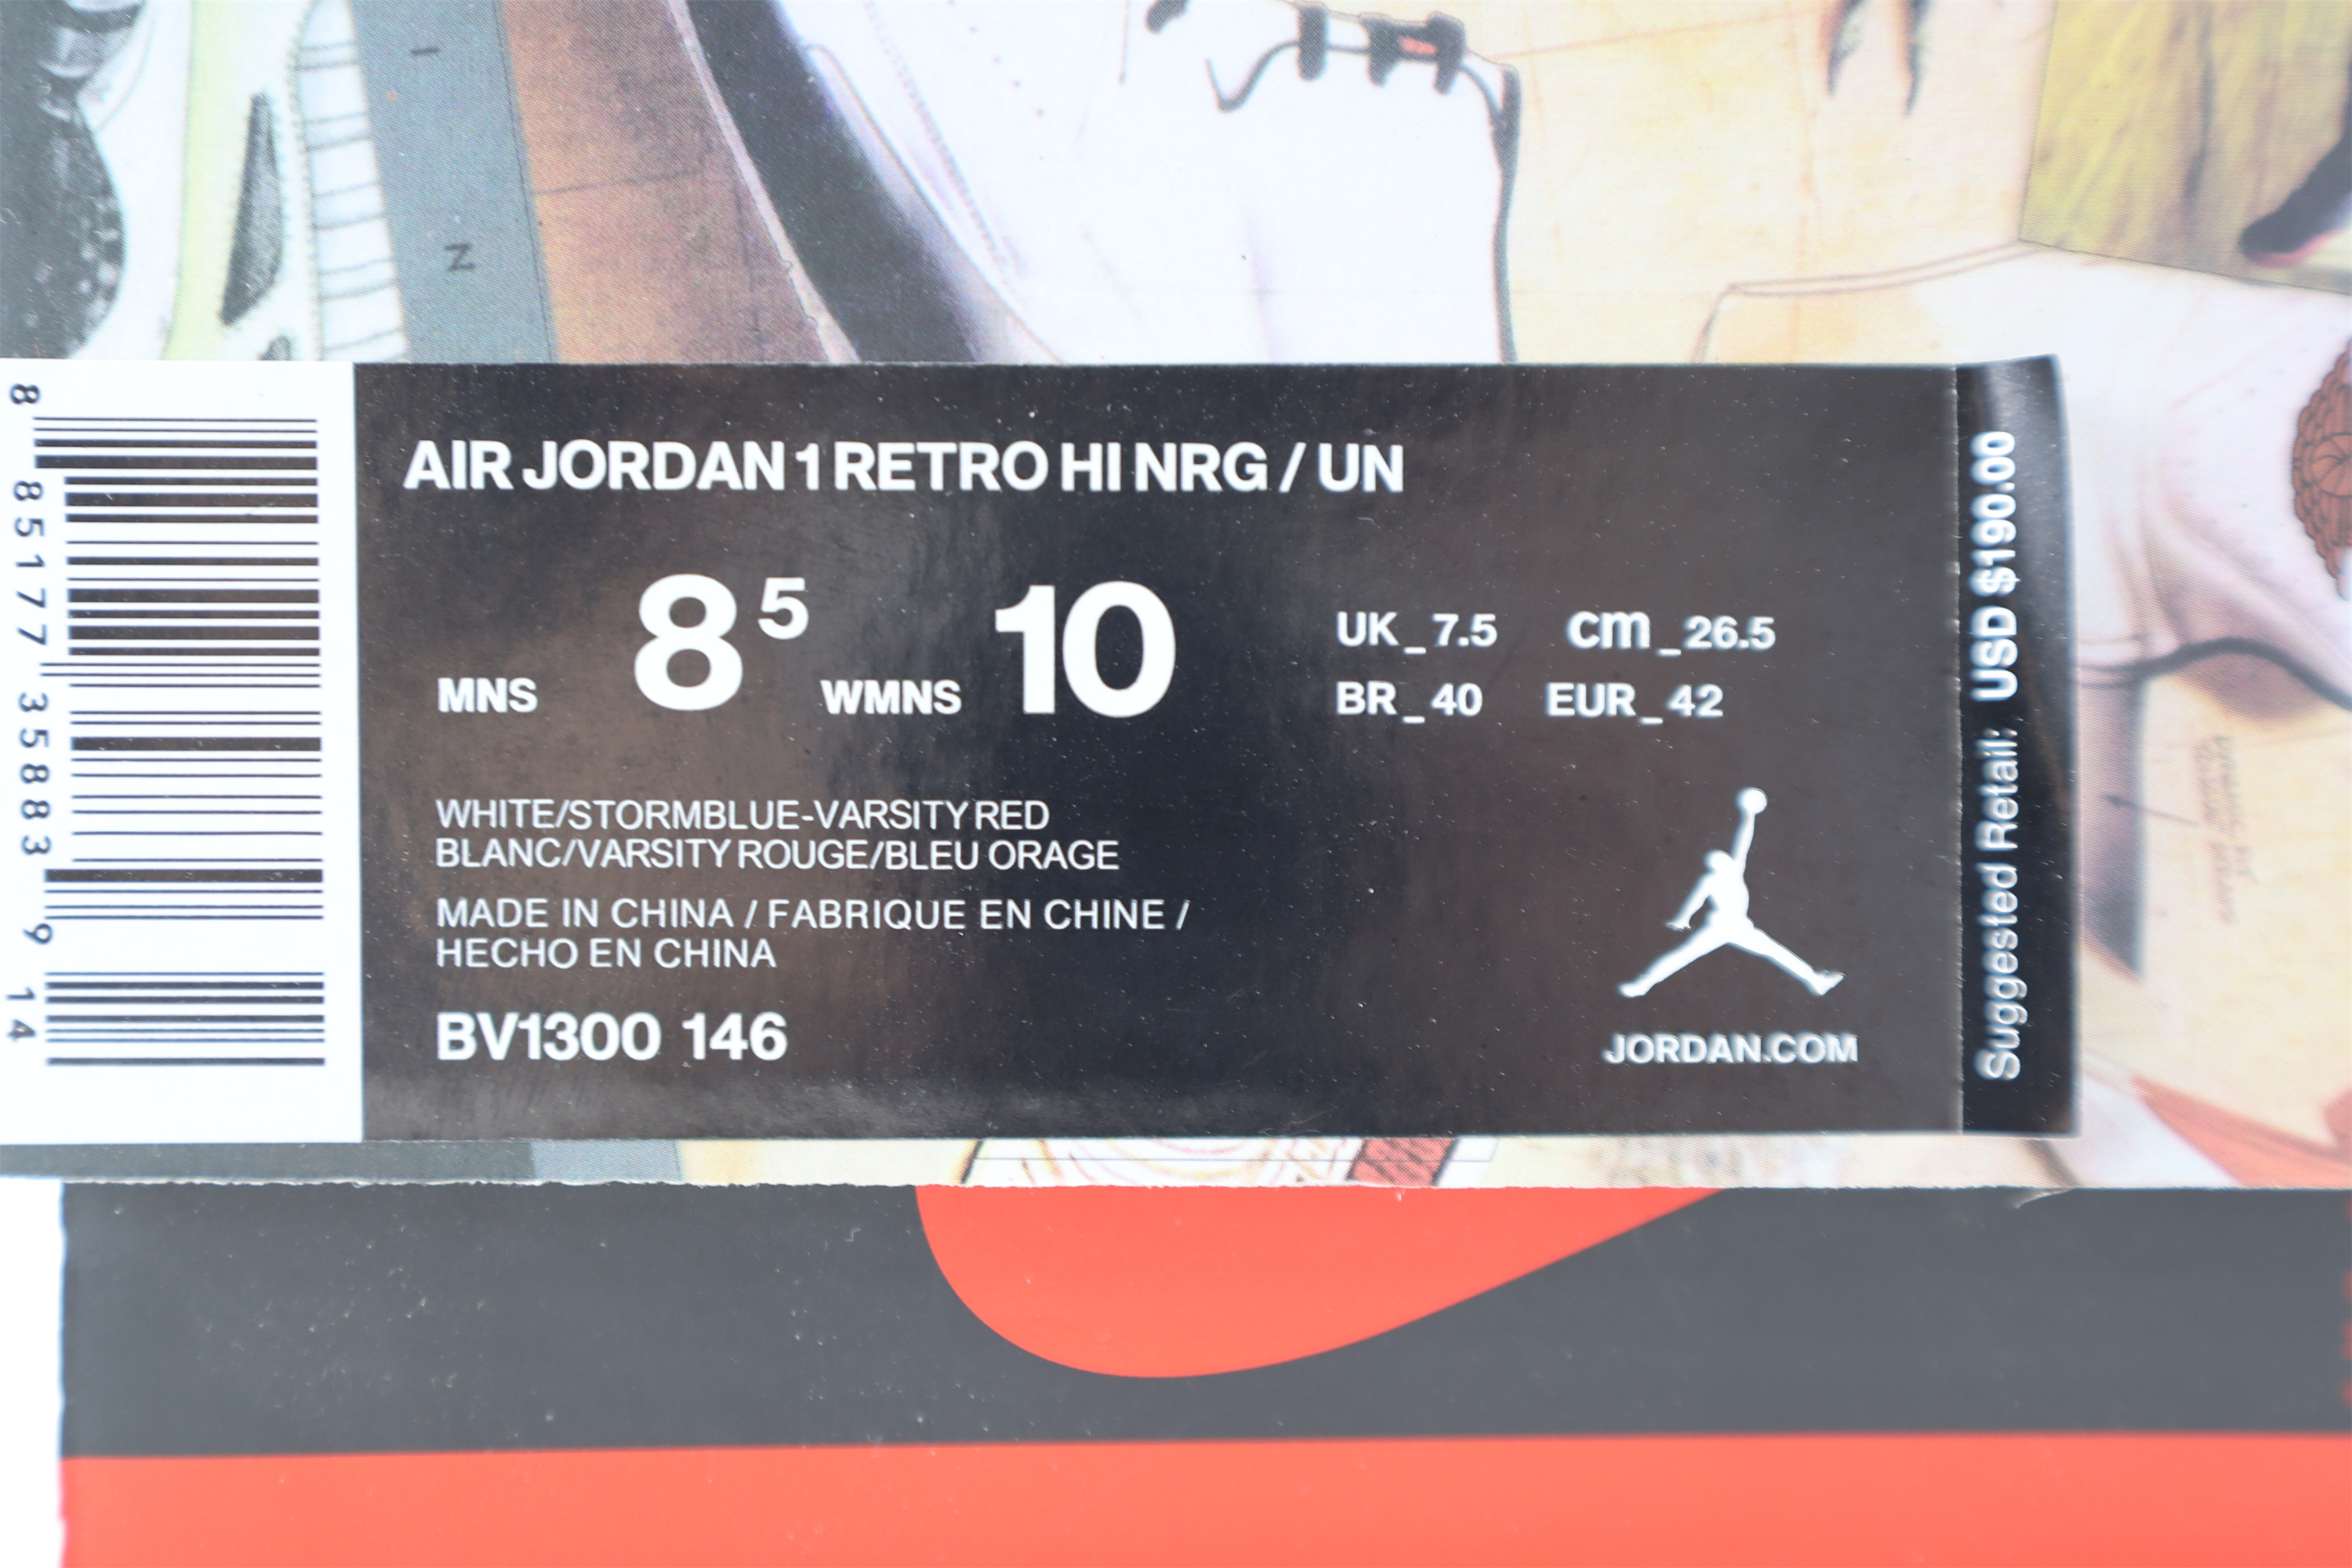 I
N
8 85177 35883 9 14
AIR JORDAN 1 RETRO HI NRG / UN
MNS 8 5 WMNS 10
UK_7.5 cm_26.5
BR_40 EUR_42
WHITE/STORMBLUE-VARSITY RED
BLANC/VARSITY ROUGE/BLEU ORAGE
MADE IN CHINA / FABRIQUE EN CHINE /
HECHO EN CHINA
BV1300 146
JORDAN.COM
Suggested Retail: USD $190.00